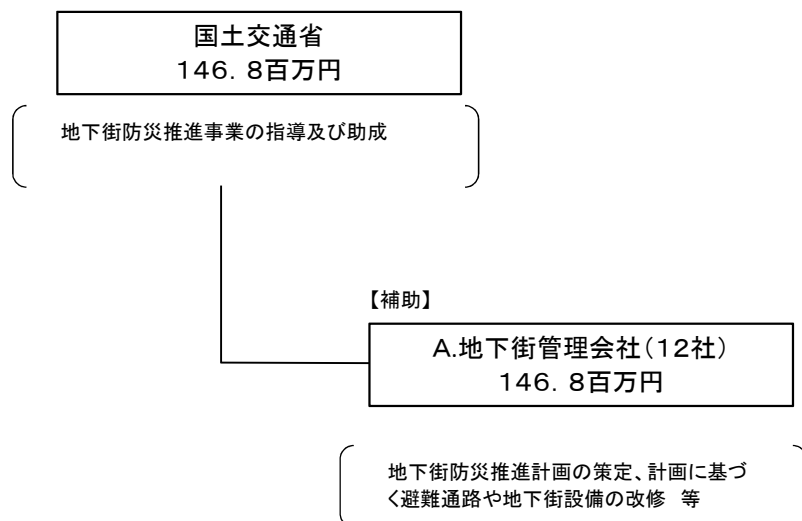 国土交通省
146．8百万円
地下街防災推進事業の指導及び助成
【補助】
A.地下街管理会社（12社）
146．8百万円
地下街防災推進計画の策定、計画に基づ
く避難通路や地下街設備の改修　等